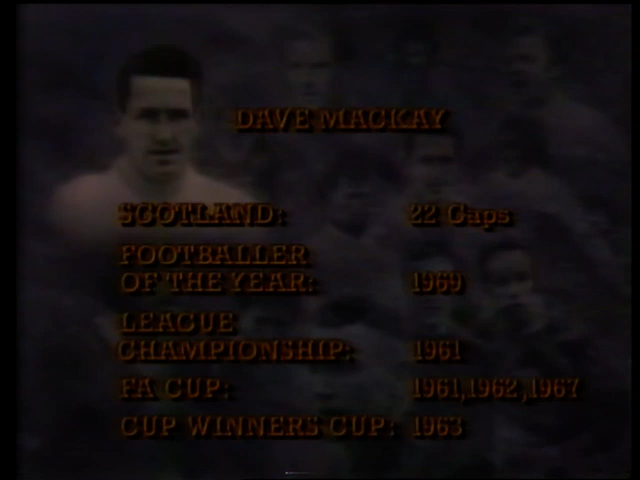 DAVE MACKAY
SCOTLAND: 22 Caps
FOOTBALLER
OF THE YEAR: 1969
LEAGUE
CHAMPIONSHIP: 1961
FA CUP: 1961,1962,1967
CUP WINNERS CUP: 1963